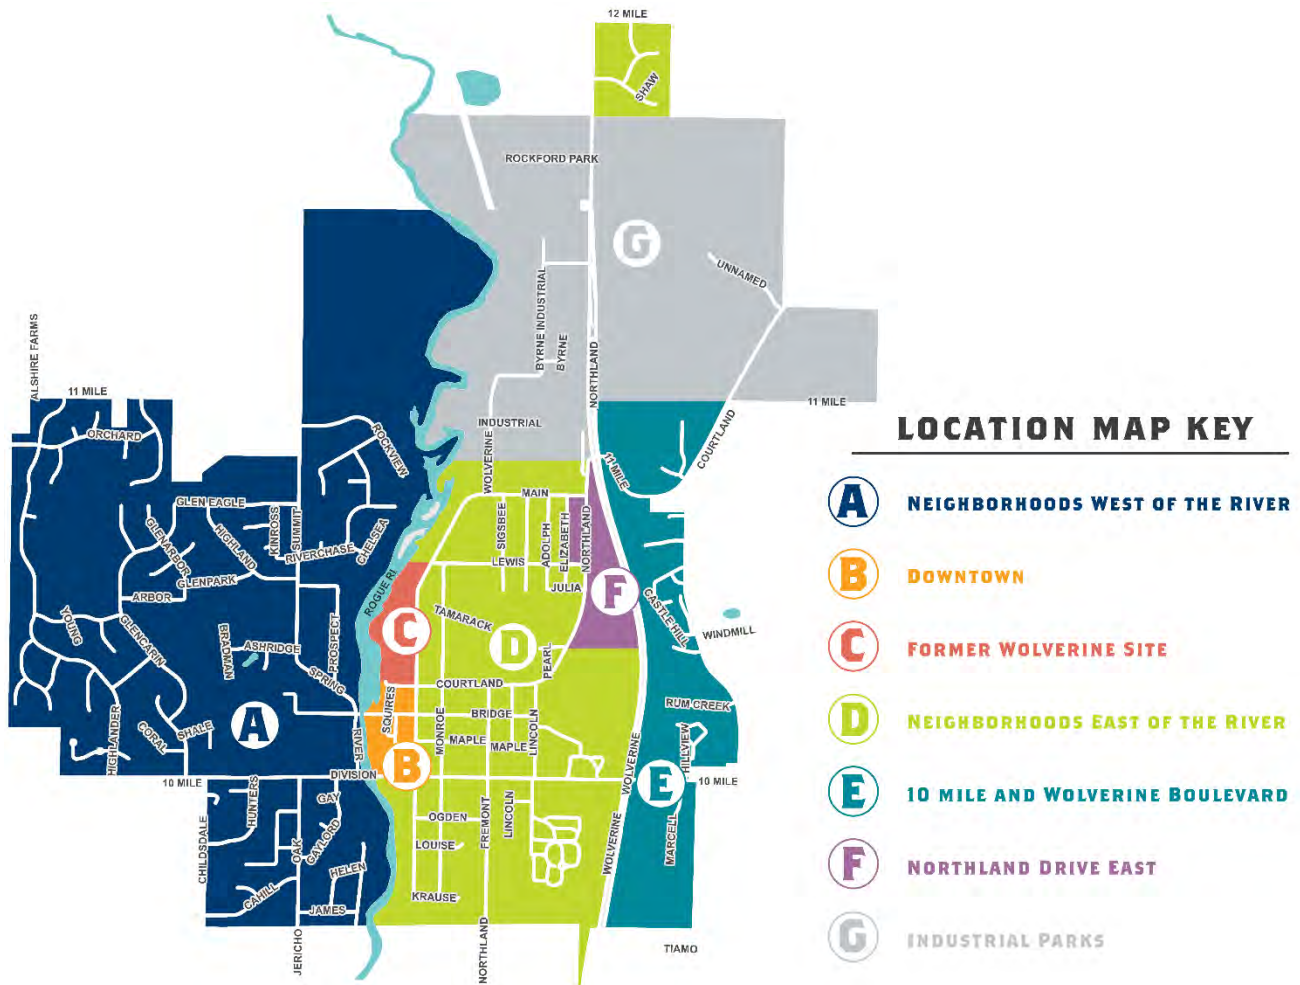 12 MILE
SHAW
ROCKFORD PARK
G
UNNAMED
BYRNE INDUSTRIAL
BYRNE
NORTHLAND
ALSHIRE FARMS
11 MILE
11 MILE
COURTLAND
ORCHARD
ROCKVIEW
INDUSTRIAL
WOLVERINE
11 MILE
MAIN
GLEN EAGLE
KINROSS
SUMMIT
CHELSEA
SIGSBEE
ADOLPH
ELIZABETH
NORTHLAND
GLENARBOR
HIGHLAND
RIVERCHASE
LEWIS
GLENPARK
ROGUE RI
JULIA
F
ARBOR
CASTLE HILL
YOUNG
GLENCARIN
C
TAMARACK
WINDMILL
BRADMAN
ASHRIDGE
PROSPECT
D
PEARL
SPRING
COURTLAND
SQUIRES
RUM CREEK
HIGHLANDER
CORAL
SHALE
A
RIVER
MONROE
BRIDGE
LINCOLN
MAPLE
MAPLE
WOLVERINE
HILLVIEW
B
10 MILE
DIVISION
E
10 MILE
HUNTERS
GAY
CHILDSDALE
OAK
GAYLORD
OGDEN
FREMONT
LINCOLN
LOUISE
WOLVERINE
MARCELL
HELEN
CAHILL
KRAUSE
JAMES
JERICHO
NORTHLAND
TIAMO
LOCATION MAP KEY
A NEIGHBORHOODS WEST OF THE RIVER
B DOWNTOWN
C FORMER WOLVERINE SITE
D NEIGHBORHOODS EAST OF THE RIVER
E 10 MILE AND WOLVERINE BOULEVARD
F NORTHLAND DRIVE EAST
G INDUSTRIAL PARKS